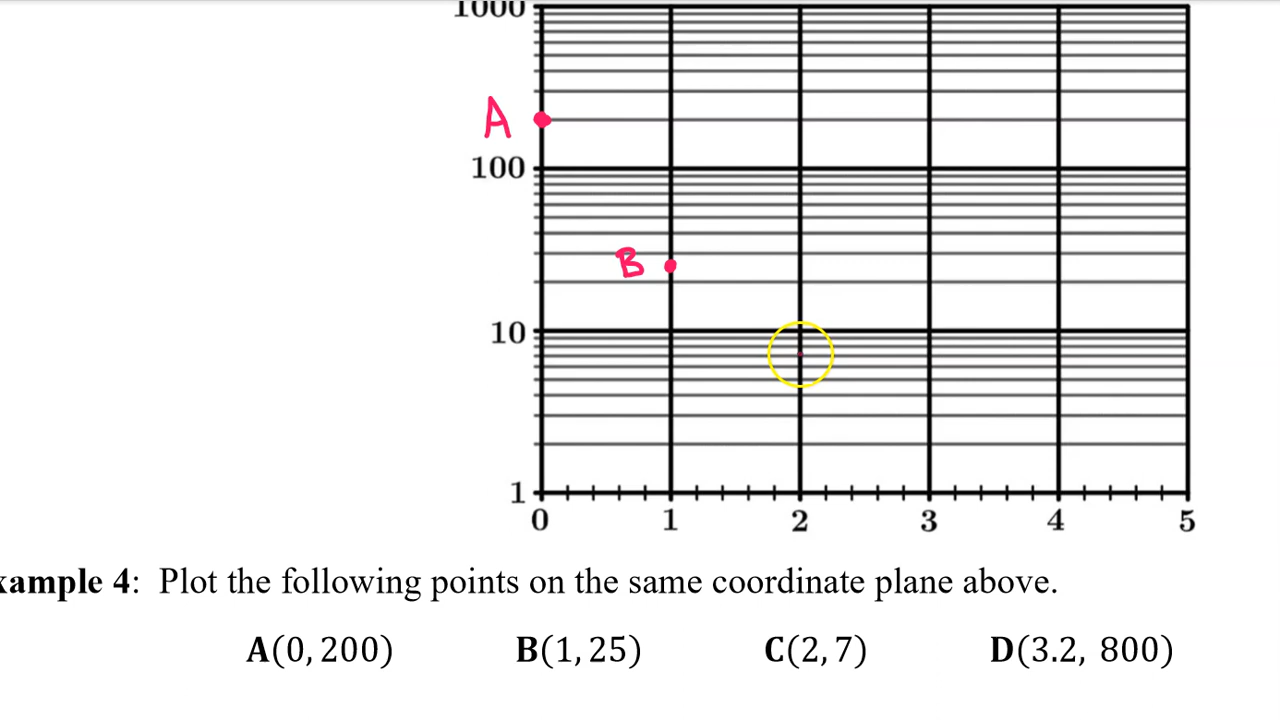 1000
A
100
B
10
1
0 1 2 3 4 5
xample 4: Plot the following points on the same coordinate plane above.
A(0, 200) B(1, 25) C(2, 7) D(3.2, 800)